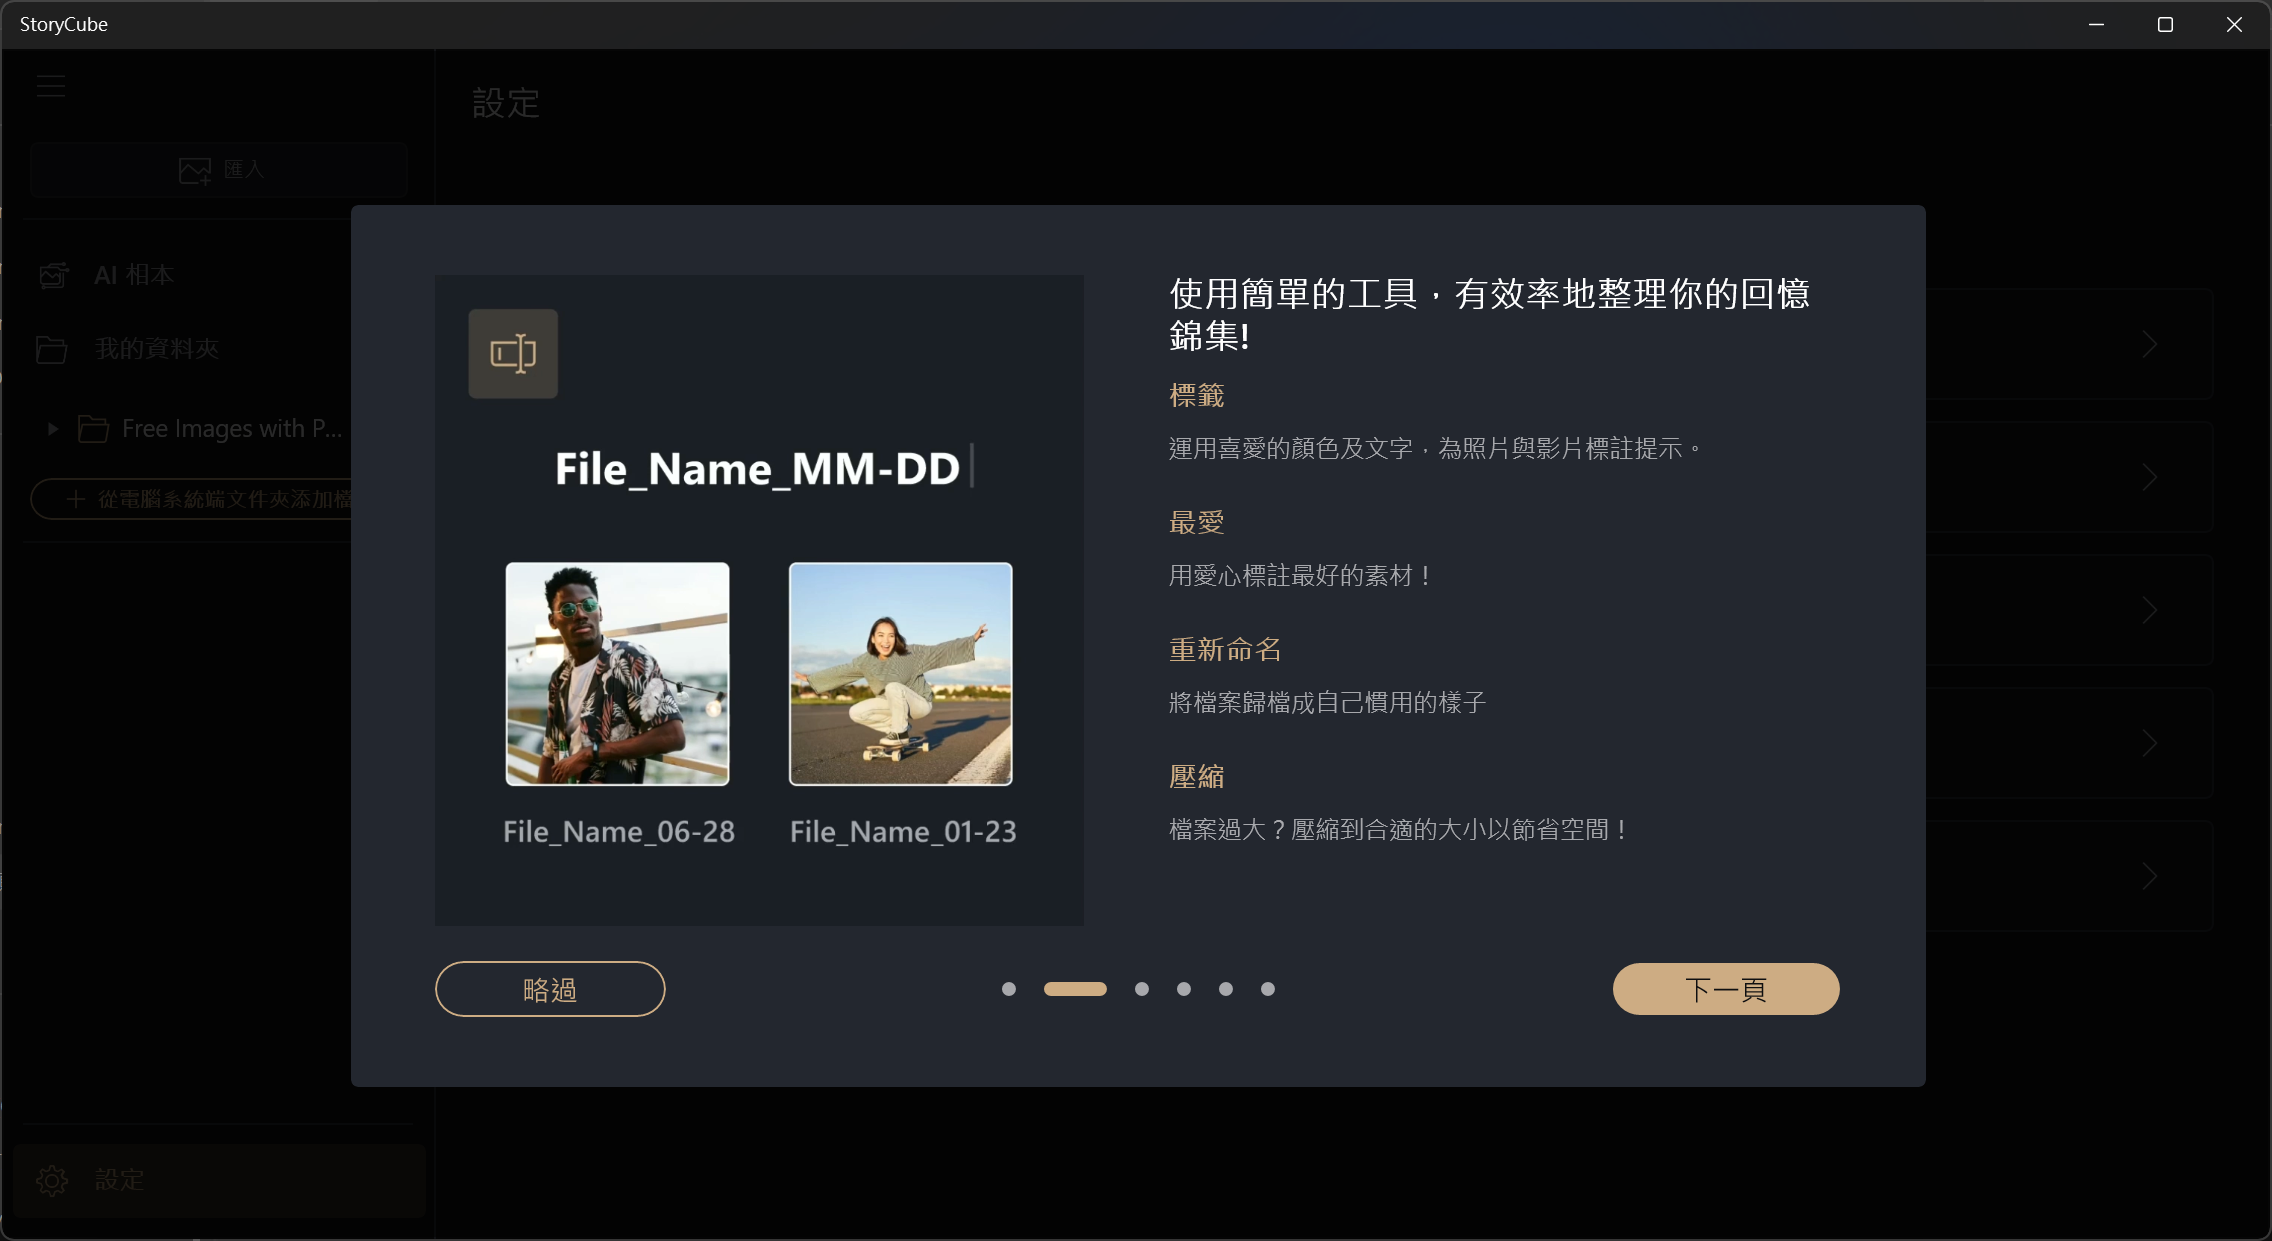 StoryCube
設定
匯入
AI 相本
我的資料夾
Free Images with P...
從電腦系統端文件夾添加檔
設定
File_Name_MM-DD
File_Name_06-28
File_Name_01-23
使用簡單的工具，有效率地整理你的回憶
錦集!
標籤
運用喜愛的顏色及文字，為照片與影片標註提示。
最愛
用愛心標註最好的素材！
重新命名
將檔案歸檔成自己慣用的樣子
壓縮
檔案過大？壓縮到合適的大小以節省空間！
略過
下一頁